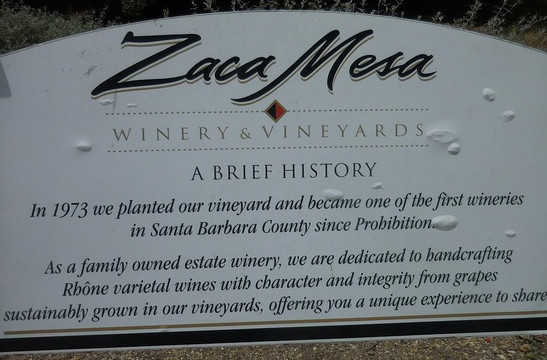 Zaca Mesa
WINERY & VINEYARDS
A BRIEF HISTORY
In 1973 we planted our vineyard and became one of the first wineries
in Santa Barbara County since Prohibition.
As a family owned estate winery, we are dedicated to handcrafting
Rhône varietal wines with character and integrity from grapes
sustainably grown in our vineyards, offering you a unique experience to share